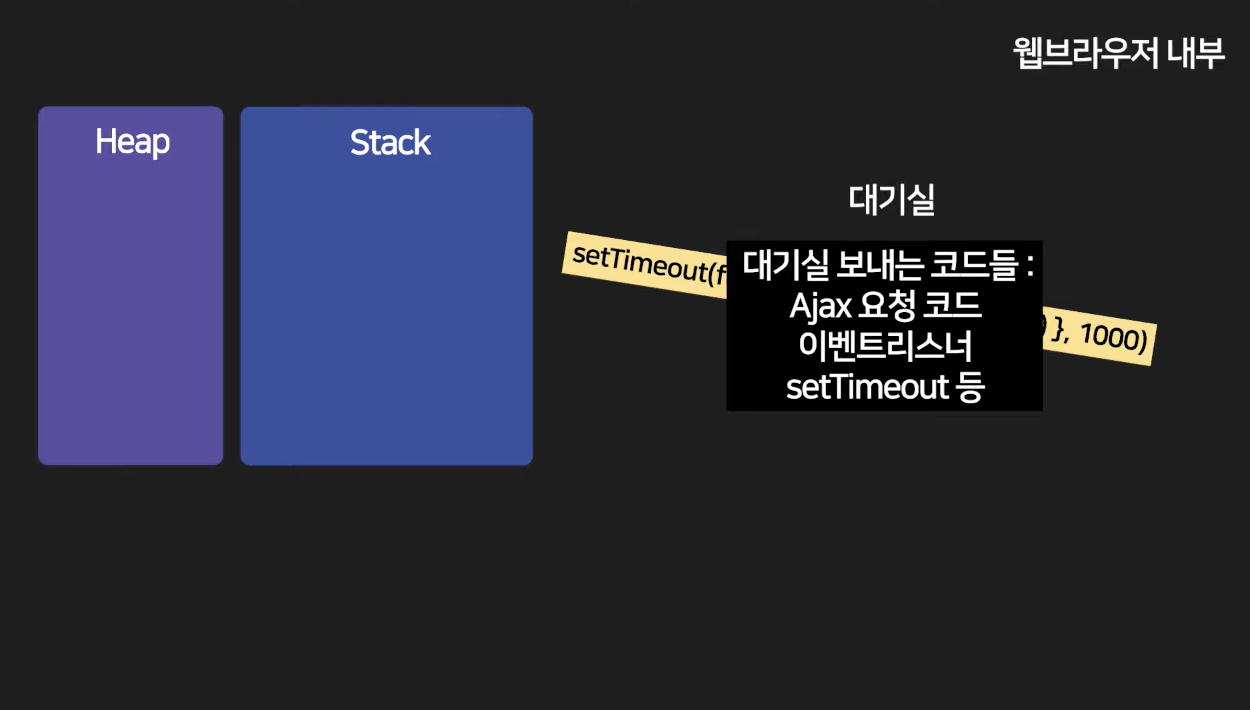 웹브라우저 내부
Heap
Stack
대기실
setTimeout(f
대기실 보내는 코드들 :
Ajax 요청 코드
이벤트리스너
setTimeout 등
) }, 1000)